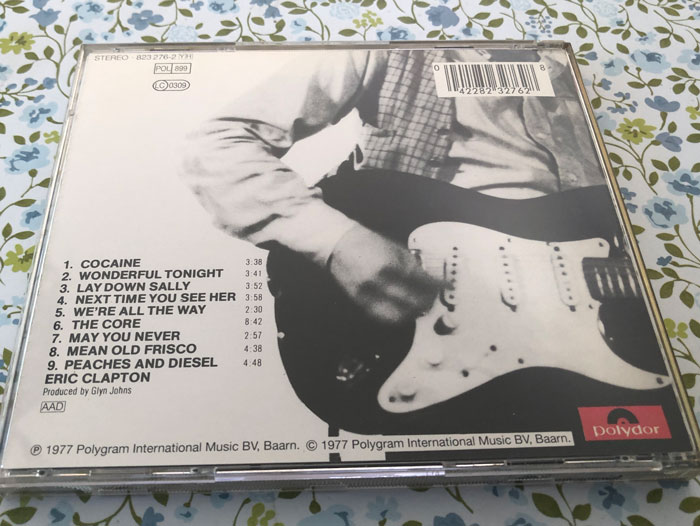 STEREO · 823 276-2 Y.H
POL 899
LC 0309
0 42282 32762 8
1. COCAINE 3:38
2. WONDERFUL TONIGHT 3:41
3. LAY DOWN SALLY 3:52
4. NEXT TIME YOU SEE HER 3:58
5. WE'RE ALL THE WAY 2:30
6. THE CORE 8:42
7. MAY YOU NEVER 2:57
8. MEAN OLD FRISCO 4:38
9. PEACHES AND DIESEL 4:48
ERIC CLAPTON
Produced by Glyn Johns
AAD
℗ 1977 Polygram International Music BV, Baarn. © 1977 Polygram International Music BV, Baarn.
polydor